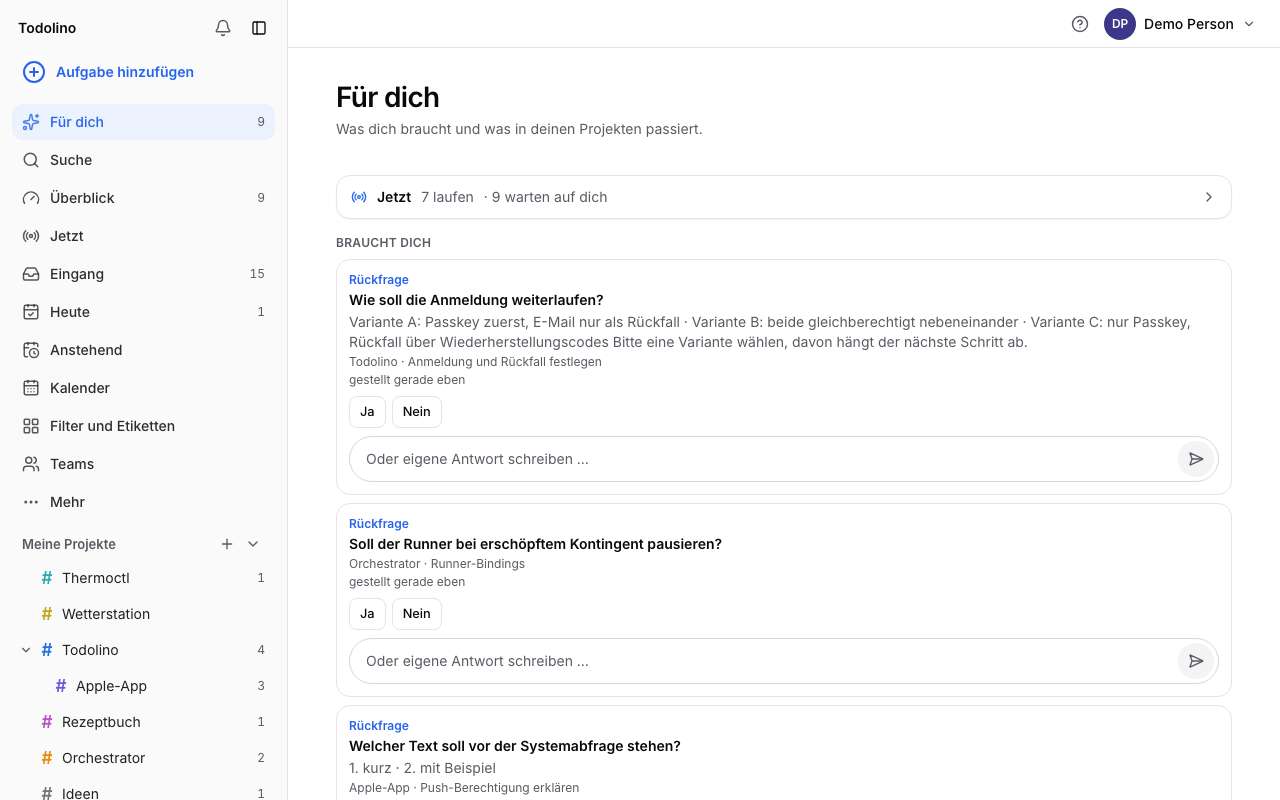 Todolino
Aufgabe hinzufügen
Für dich 9
Suche
Überblick 9
Jetzt
Eingang 15
Heute 1
Anstehend
Kalender
Filter und Etiketten
Teams
Mehr
Meine Projekte
# Thermoctl 1
# Wetterstation
# Todolino 4
# Apple-App 3
# Rezeptbuch 1
# Orchestrator 2
# Ideen 1
DP Demo Person
Für dich
Was dich braucht und was in deinen Projekten passiert.
Jetzt 7 laufen · 9 warten auf dich
BRAUCHT DICH
Rückfrage
Wie soll die Anmeldung weiterlaufen?
Variante A: Passkey zuerst, E-Mail nur als Rückfall · Variante B: beide gleichberechtigt nebeneinander · Variante C: nur Passkey,
Rückfall über Wiederherstellungscodes Bitte eine Variante wählen, davon hängt der nächste Schritt ab.
Todolino · Anmeldung und Rückfall festlegen
gestellt gerade eben
Ja Nein
Oder eigene Antwort schreiben ...
Rückfrage
Soll der Runner bei erschöpftem Kontingent pausieren?
Orchestrator · Runner-Bindings
gestellt gerade eben
Ja Nein
Oder eigene Antwort schreiben ...
Rückfrage
Welcher Text soll vor der Systemabfrage stehen?
1. kurz · 2. mit Beispiel
Apple-App · Push-Berechtigung erklären